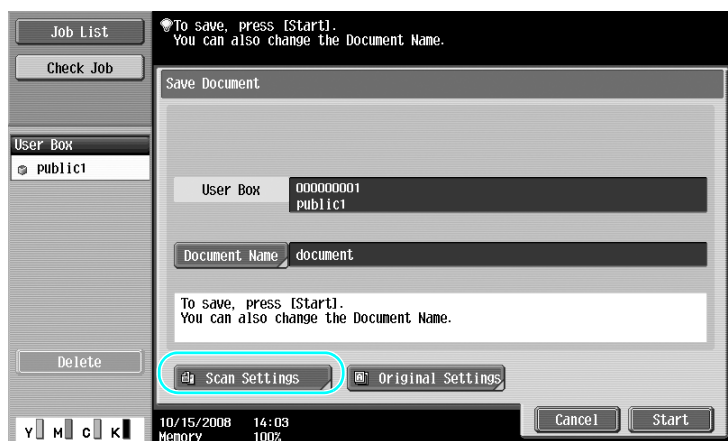 Job List
To save, press [Start].
You can also change the Document Name.
Check Job
Save Document
User Box
public1
User Box
000000001
public1
Document Name
document
To save, press [Start].
You can also change the Document Name.
Delete
Scan Settings
Original Settings
Y M C K
10/15/2008 14:03
Memory 100%
Cancel
Start